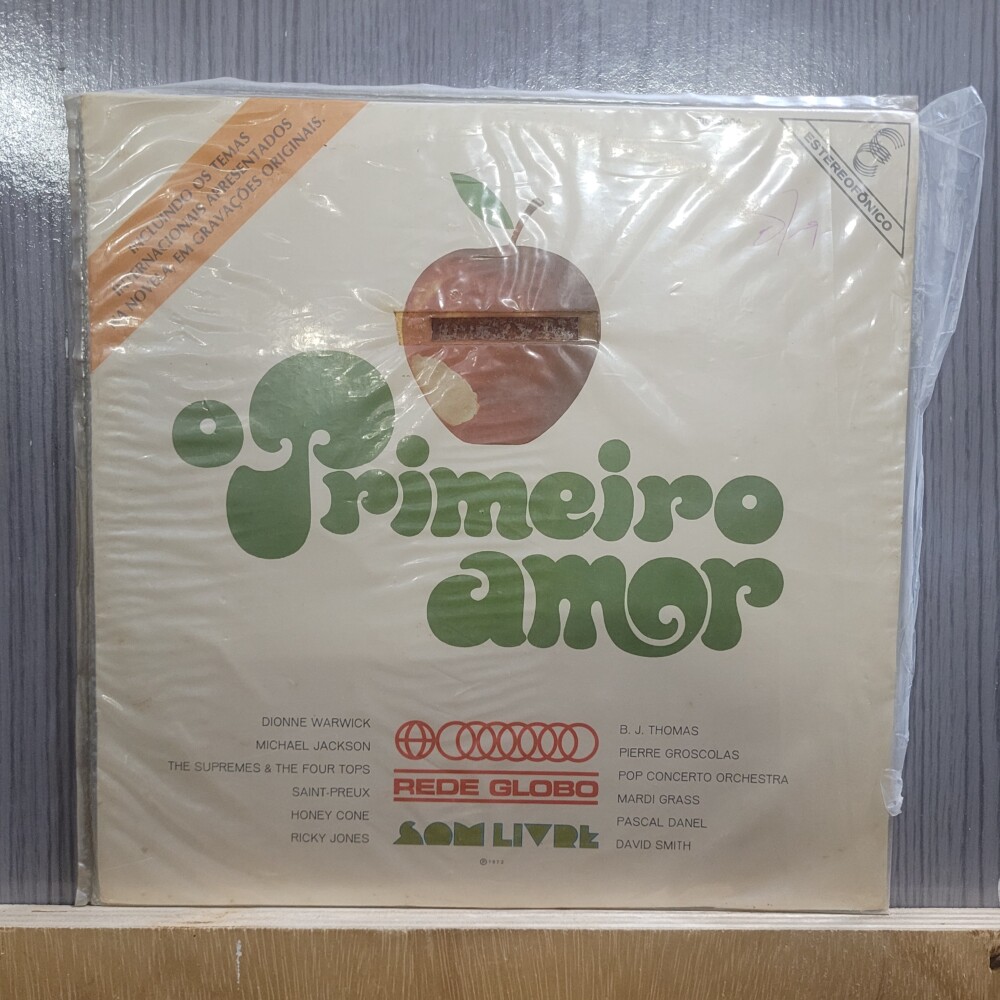 INCLUINDO OS TEMAS
INTERNACIONAIS APRESENTADOS
NA NOVELA, EM GRAVAÇÕES ORIGINAIS.
ESTEREOFÔNICO
o Primeiro
amor
DIONNE WARWICK
MICHAEL JACKSON
THE SUPREMES & THE FOUR TOPS
SAINT-PREUX
HONEY CONE
RICKY JONES
REDE GLOBO
SOM LIVRE
℗ 1972
B. J. THOMAS
PIERRE GROSCOLAS
POP CONCERTO ORCHESTRA
MARDI GRASS
PASCAL DANEL
DAVID SMITH